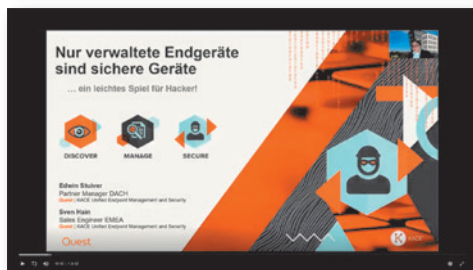 Nur verwaltete Endgeräte
sind sichere Geräte
... ein leichtes Spiel für Hacker!
DISCOVER
MANAGE
SECURE
Edwin Stuiver
Partner Manager DACH
Quest | KACE Unified Endpoint Management and Security
Sven Hain
Sales Engineer EMEA
Quest | KACE Unified Endpoint Management and Security
Quest
K
KACE